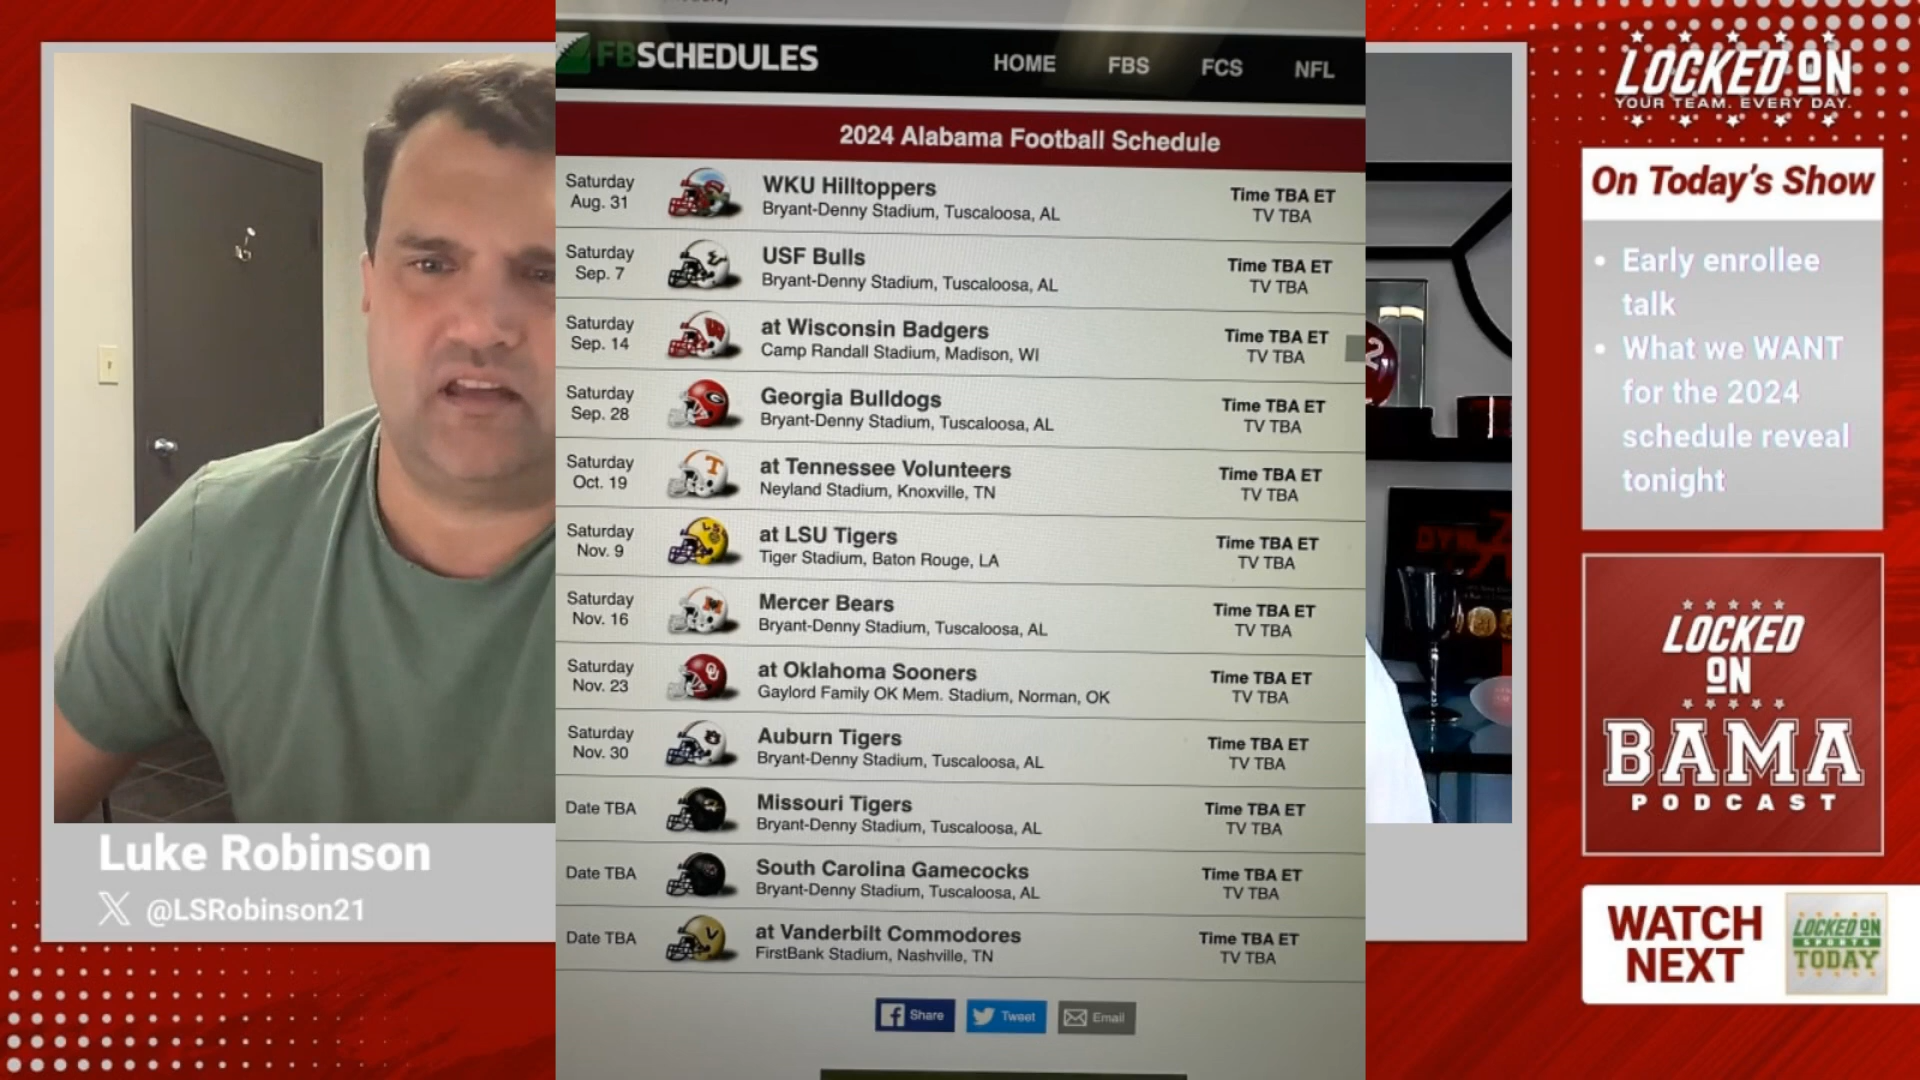 FBSCHEDULES
HOME FBS FCS NFL
2024 Alabama Football Schedule
Saturday
Aug. 31
WKU Hilltoppers
Bryant-Denny Stadium, Tuscaloosa, AL
Time TBA ET
TV TBA
Saturday
Sep. 7
USF Bulls
Bryant-Denny Stadium, Tuscaloosa, AL
Time TBA ET
TV TBA
Saturday
Sep. 14
at Wisconsin Badgers
Camp Randall Stadium, Madison, WI
Time TBA ET
TV TBA
Saturday
Sep. 28
Georgia Bulldogs
Bryant-Denny Stadium, Tuscaloosa, AL
Time TBA ET
TV TBA
Saturday
Oct. 19
at Tennessee Volunteers
Neyland Stadium, Knoxville, TN
Time TBA ET
TV TBA
Saturday
Nov. 9
at LSU Tigers
Tiger Stadium, Baton Rouge, LA
Time TBA ET
TV TBA
Saturday
Nov. 16
Mercer Bears
Bryant-Denny Stadium, Tuscaloosa, AL
Time TBA ET
TV TBA
Saturday
Nov. 23
at Oklahoma Sooners
Gaylord Family OK Mem. Stadium, Norman, OK
Time TBA ET
TV TBA
Saturday
Nov. 30
Auburn Tigers
Bryant-Denny Stadium, Tuscaloosa, AL
Time TBA ET
TV TBA
Date TBA
Missouri Tigers
Bryant-Denny Stadium, Tuscaloosa, AL
Time TBA ET
TV TBA
Date TBA
South Carolina Gamecocks
Bryant-Denny Stadium, Tuscaloosa, AL
Time TBA ET
TV TBA
Date TBA
at Vanderbilt Commodores
FirstBank Stadium, Nashville, TN
Time TBA ET
TV TBA
Share Tweet Email
Luke Robinson
@LSRobinson21
LOCKED ON
YOUR TEAM. EVERY DAY.
On Today's Show
• Early enrollee
talk
• What we WANT
for the 2024
schedule reveal
tonight
LOCKED
ON
BAMA
PODCAST
WATCH
NEXT
LOCKED ON
SPORTS
TODAY